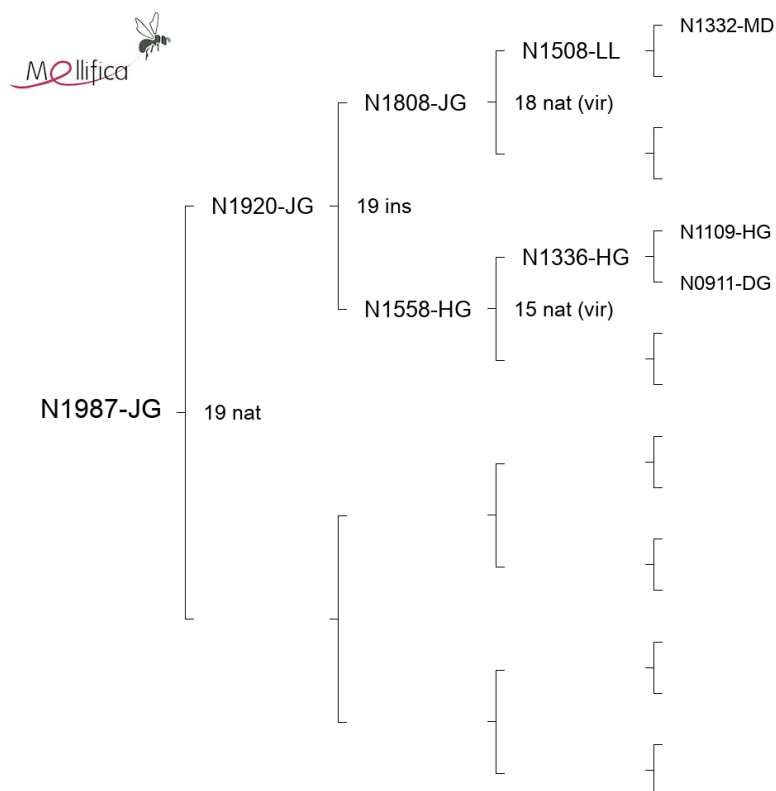 Mellifica
N1332-MD
N1508-LL
N1808-JG
18 nat (vir)
N1920-JG
19 ins
N1109-HG
N1336-HG
N0911-DG
N1558-HG
15 nat (vir)
N1987-JG
19 nat